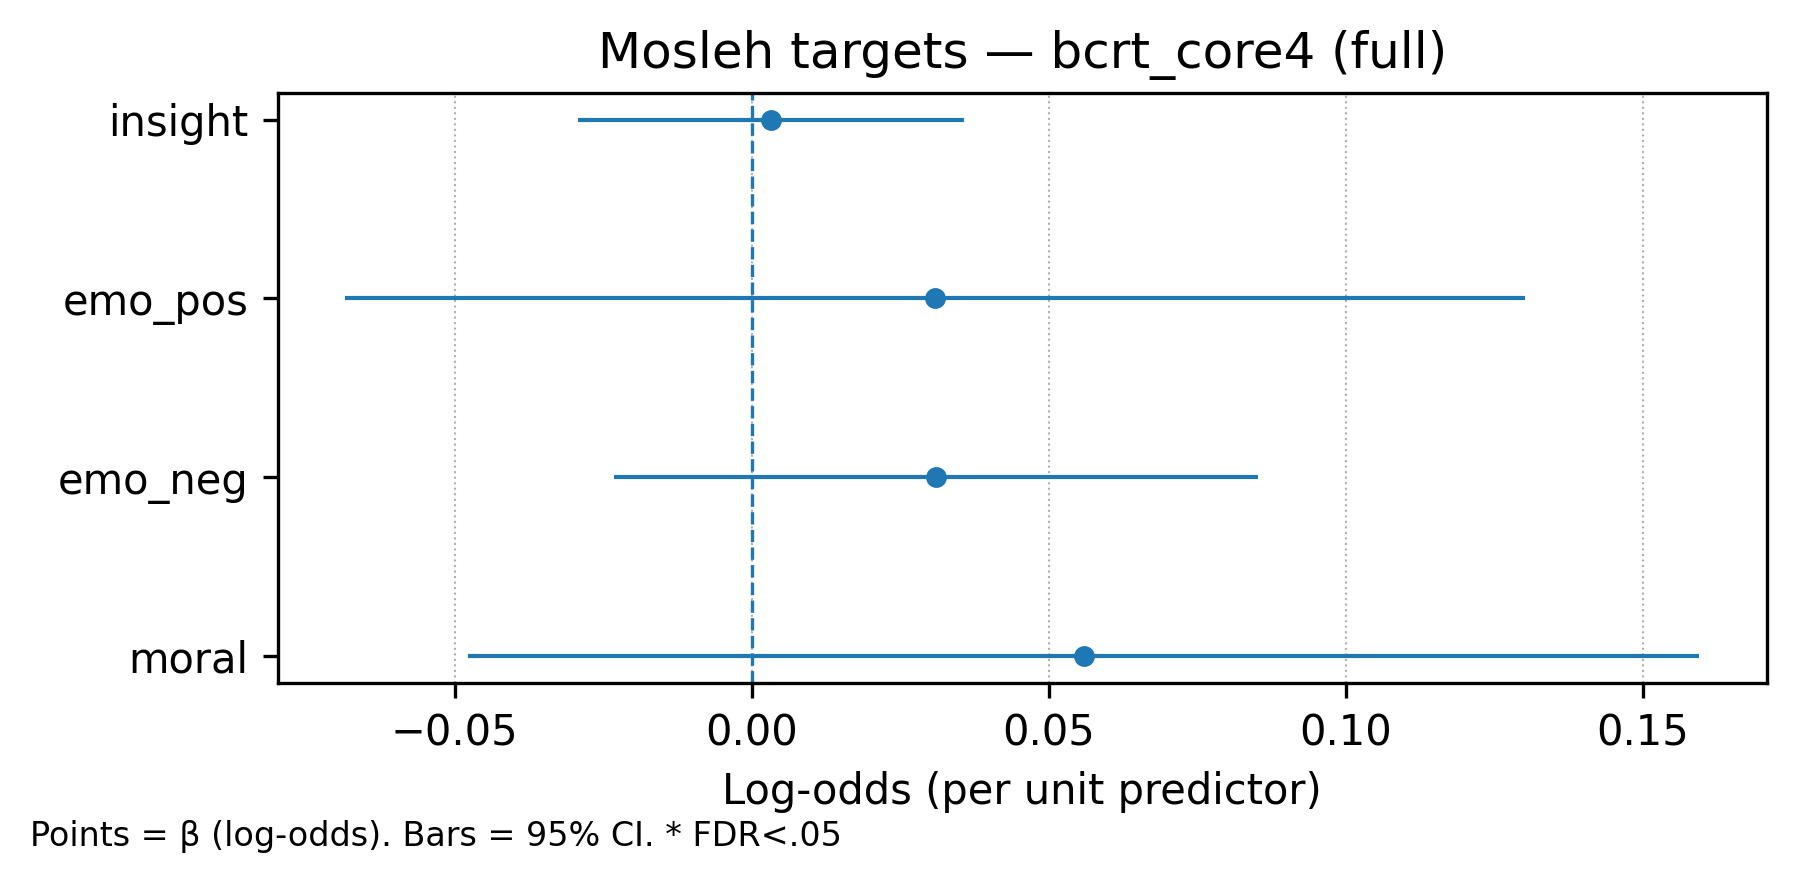 Mosleh targets — bcrt_core4 (full)
insight
emo_pos
emo_neg
moral
−0.05 0.00 0.05 0.10 0.15
Log-odds (per unit predictor)
Points = β (log-odds). Bars = 95% CI. * FDR<.05